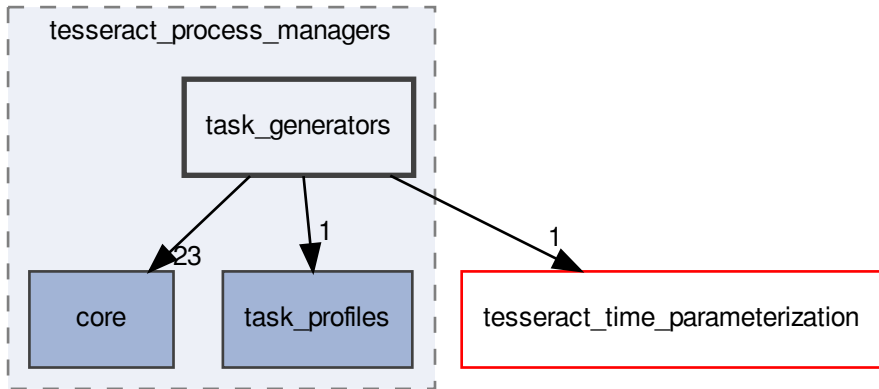 tesseract_process_managers
task_generators
23
1
1
core
task_profiles
tesseract_time_parameterization